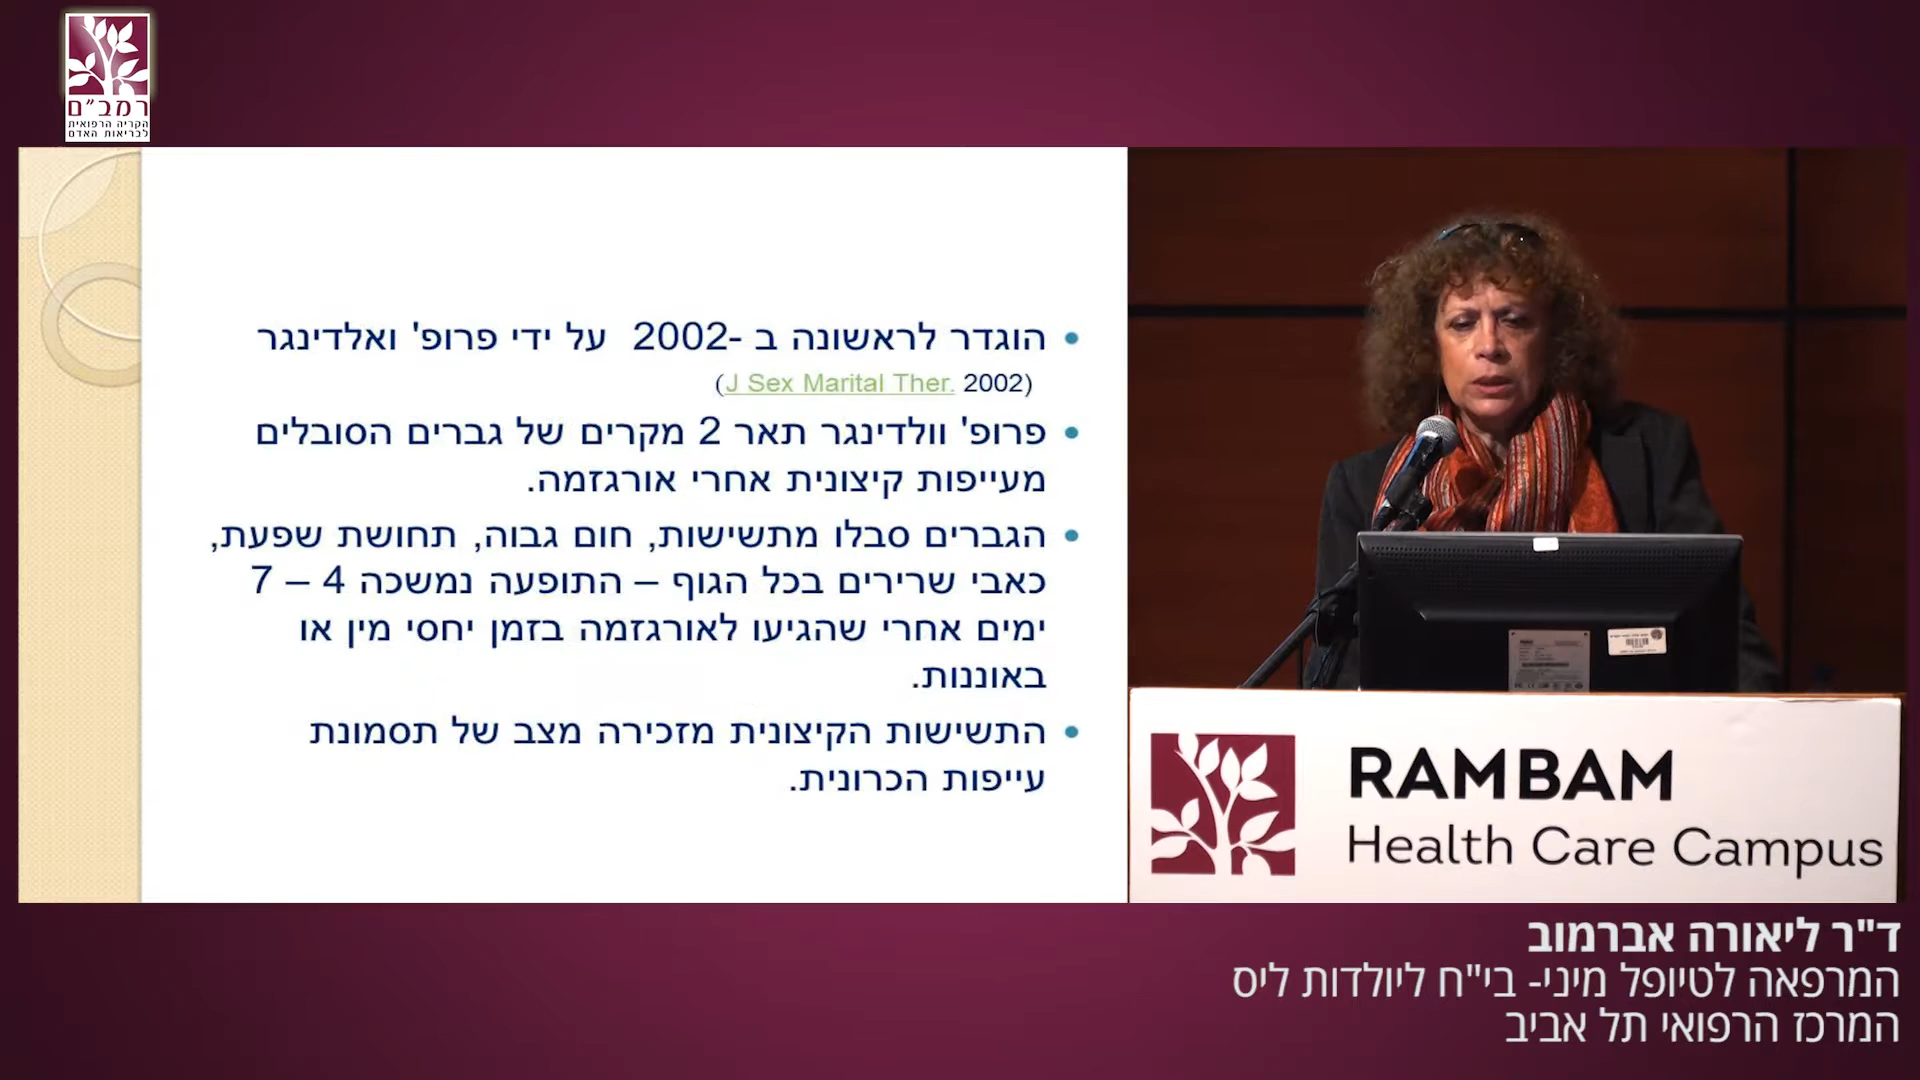 רמב"ם
הקריה הרפואית
לבריאות האדם
• הוגדר לראשונה ב -2002 על ידי פרופ' ואלדינגר
(J Sex Marital Ther. 2002)
• פרופ' וולדינגר תאר 2 מקרים של גברים הסובלים
מעייפות קיצונית אחרי אורגזמה.
• הגברים סבלו מתשישות, חום גבוה, תחושת שפעת,
כאבי שרירים בכל הגוף – התופעה נמשכה 4 – 7
ימים אחרי שהגיעו לאורגזמה בזמן יחסי מין או
באוננות.
• התשישות הקיצונית מזכירה מצב של תסמונת
עייפות הכרונית.
RAMBAM
Health Care Campus
ד"ר ליאורה אברמוב
המרפאה לטיופל מיני- בי"ח ליולדות ליס
המרכז הרפואי תל אביב